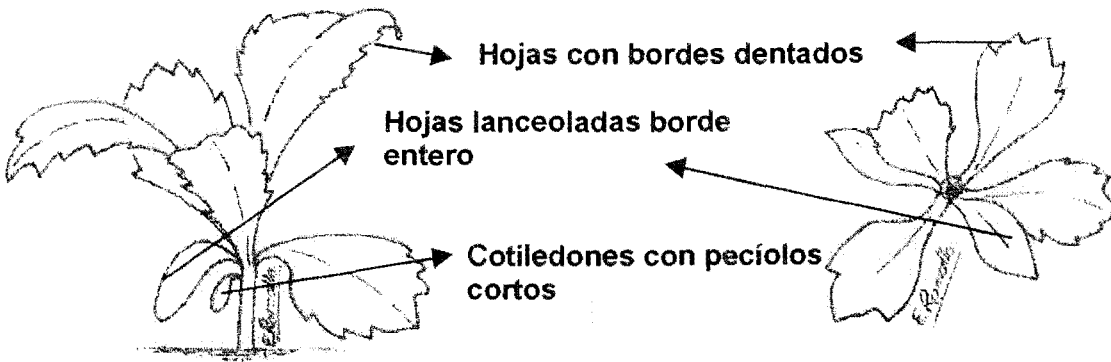 Hojas con bordes dentados
Hojas lanceoladas borde
entero
Cotiledones con pecíolos
cortos